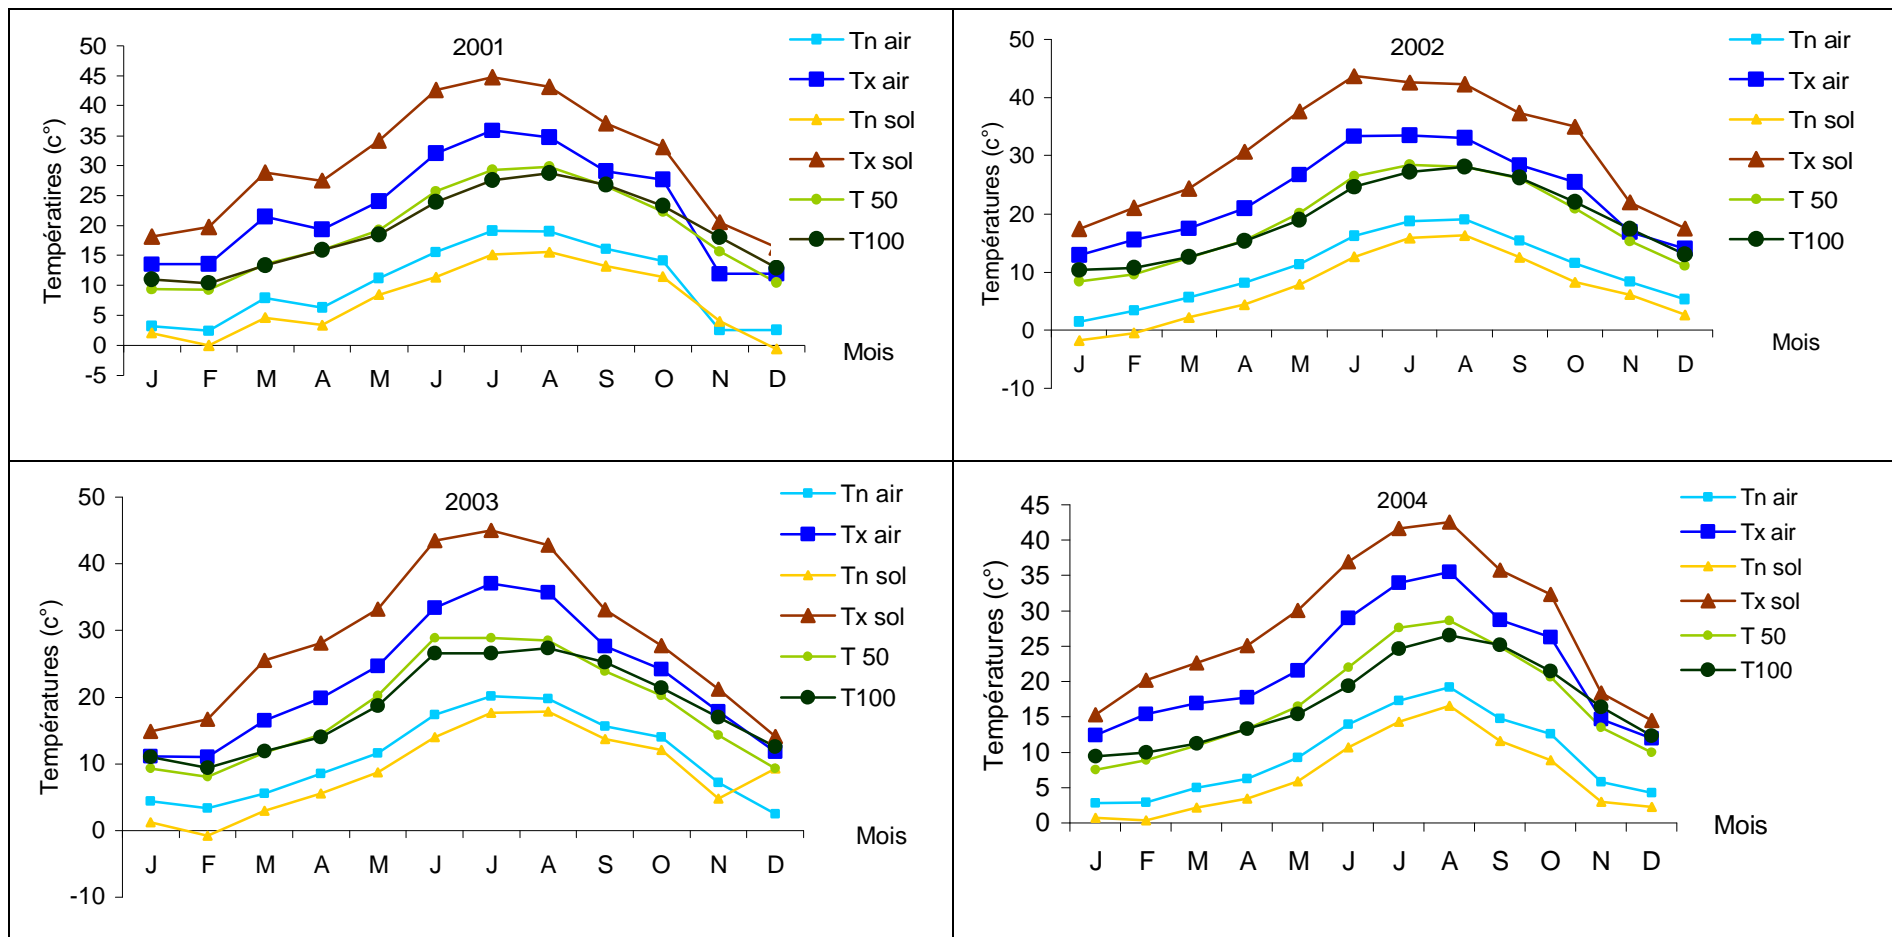 2001
Températires (c°)
50
45
40
35
30
25
20
15
10
5
0
-5
J F M A M J J A S O N D
Mois
Tn air
Tx air
Tn sol
Tx sol
T 50
T100
2002
Températures (c°)
50
40
30
20
10
0
-10
J F M A M J J A S O N D
Mois
Tn air
Tx air
Tn sol
Tx sol
T 50
T100
2003
Températures (c°)
50
40
30
20
10
0
-10
J F M A M J J A S O N D
Mois
Tn air
Tx air
Tn sol
Tx sol
T 50
T100
2004
Températures (c°)
45
40
35
30
25
20
15
10
5
0
J F M A M J J A S O N D
Mois
Tn air
Tx air
Tn sol
Tx sol
T 50
T100